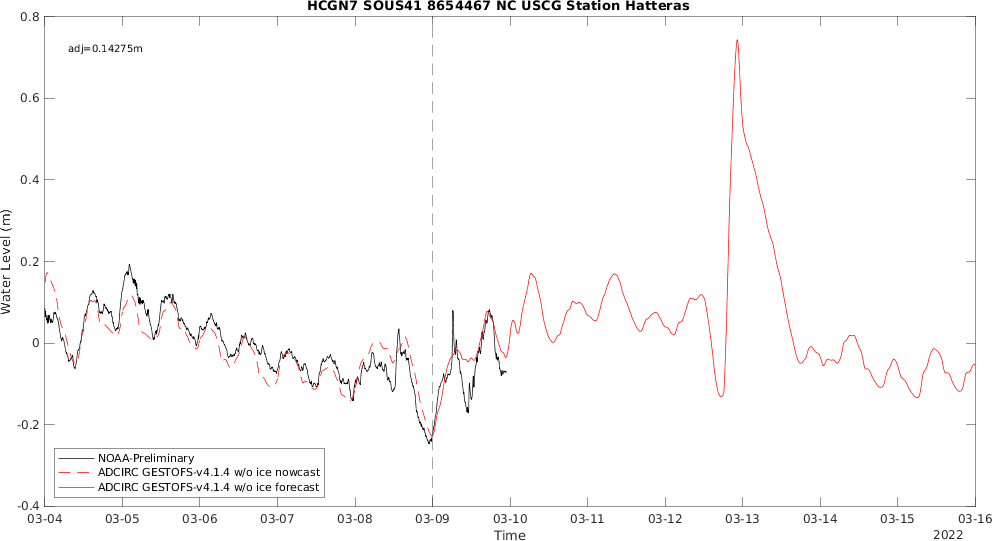 HCGN7 SOUS41 8654467 NC USCG Station Hatteras
adj=0.14275m
Water Level (m)
0.8
0.6
0.4
0.2
0
-0.2
-0.4
NOAA-Preliminary
ADCIRC GESTOFS-v4.1.4 w/o ice nowcast
ADCIRC GESTOFS-v4.1.4 w/o ice forecast
03-04 03-05 03-06 03-07 03-08 03-09 03-10 03-11 03-12 03-13 03-14 03-15 03-16
Time
2022